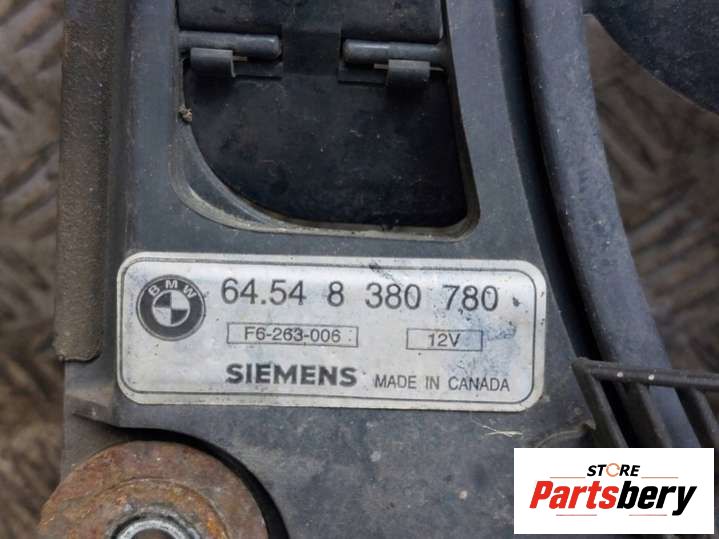 BMW
64.54 8 380 780
F6-263-006
12V
SIEMENS
MADE IN CANADA
STORE
Partsbery